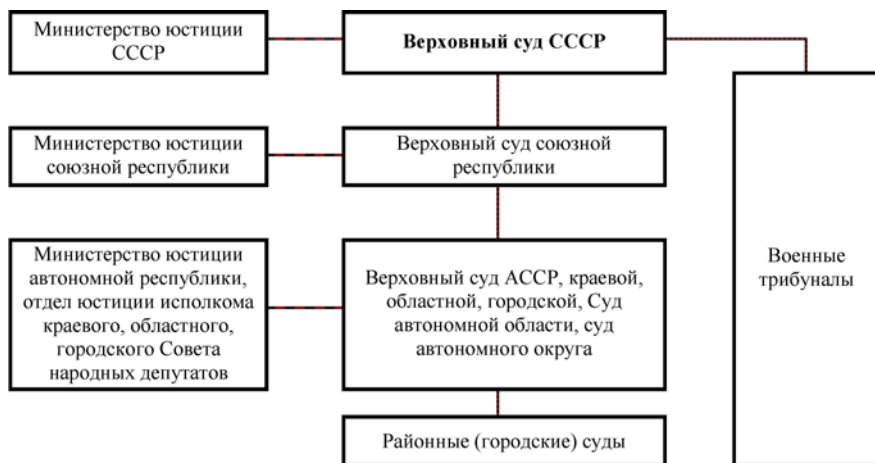 Министерство юстиции
СССР
Верховный суд СССР
Министерство юстиции
союзной республики
Верховный суд союзной
республики
Министерство юстиции
автономной республики,
отдел юстиции исполкома
краевого, областного,
городского Совета
народных депутатов
Верховный суд АССР, краевой,
областной, городской, Суд
автономной области, суд
автономного округа
Военные
трибуналы
Районные (городские) суды